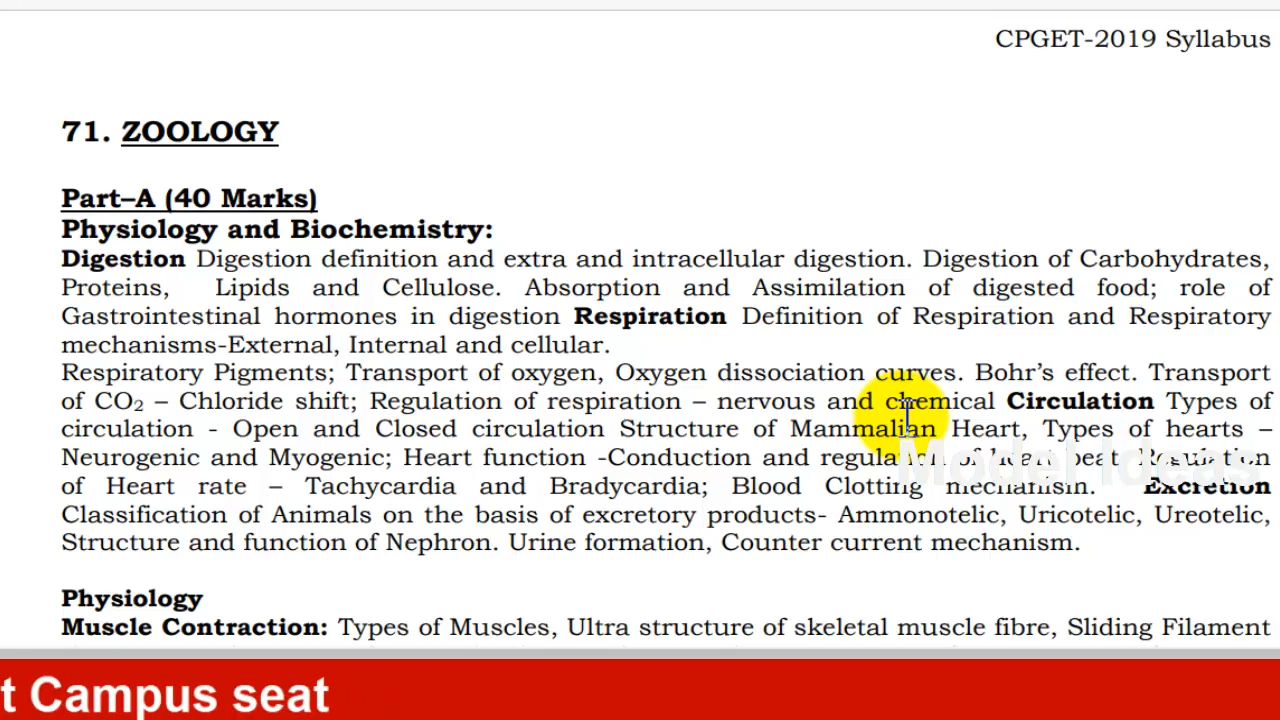 CPGET-2019 Syllabus
71. ZOOLOGY
Part–A (40 Marks)
Physiology and Biochemistry:
Digestion Digestion definition and extra and intracellular digestion. Digestion of Carbohydrates,
Proteins, Lipids and Cellulose. Absorption and Assimilation of digested food; role of
Gastrointestinal hormones in digestion Respiration Definition of Respiration and Respiratory
mechanisms-External, Internal and cellular.
Respiratory Pigments; Transport of oxygen, Oxygen dissociation curves. Bohr's effect. Transport
of CO₂ – Chloride shift; Regulation of respiration – nervous and chemical Circulation Types of
circulation - Open and Closed circulation Structure of Mammalian Heart, Types of hearts –
Neurogenic and Myogenic; Heart function -Conduction and regulation of heart beat Regulation
of Heart rate – Tachycardia and Bradycardia; Blood Clotting mechanism. Excretion
Model Ideas
Classification of Animals on the basis of excretory products- Ammonotelic, Uricotelic, Ureotelic,
Structure and function of Nephron. Urine formation, Counter current mechanism.
Physiology
Muscle Contraction: Types of Muscles, Ultra structure of skeletal muscle fibre, Sliding Filament
t Campus seat